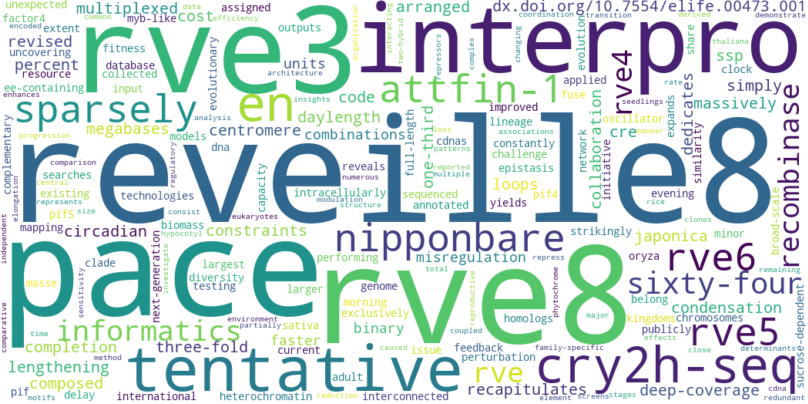 unexpected
common
data
efficiency
factor4
myb-like
multiplexed
cost
assigned
extent
revised
uncovering
percent
resource
fitness
database
collected
input
evolutionary
outputs
units
code
organization
rve3
arranged
two-hybrid
interacting
encoded
repressors
complex
changing
interpro
dx.doi.org/10.7554/elife.00473.001
coordination
transition
evolution
derived
demonstrate
thaliana
share
ssp
clock
simply
massively
ee-containing
sparsely
megabases
models
en
daylength
centromere
combinations
dna
architecture
insights
analysis
attfin-1
full-length
one-third
cdnas
sequenced
annotated
improved
lineage
constantly
challenge
epistasis
yields
loops
pif4
seedlings
rate
associations
loss
patterns
reported
multiple
applied
fuse
oscillator
cre
network
collaboration
initiative
rve4
expands
similarity
dedicates
evening
rice
clones
broad-scale
recombinase
complementary
searches
existing
represents
pif5
size
mapping
elongation
progression
comparison
central
reveille8
technologies
regulatory
enhances
reveals
numerous
capacity
intracellularly
modulation
structure
consist
eukaryotes
hypocotyl
circadian
biomass
constraints
strikingly
japonica
minor
oryza
rve6
independent
comparative
masse
clade
sensitivity
next-generation
largest
diversity
testing
investigate
performing
larger
genome
morning
exclusively
binary
nipponbare
misregulation
homologs
total
repress
phytochrome
major
reproductive
sixty-four
condensation
belong
kingdoms
chromosomes
remaining
publicly
effects
rve5
close
determinants
pace
informatics
completion
three-fold
lengthening
composed
time
pif
delay
motifs
method
international
tentative
sativa
faster
current
environment
partially
issue
adult
feedback
perturbation
caused
coupled
heterochromatin
reduction
interconnected
rve8
rve
recapitulates
family-specific
element
screens
stages
cry2h-seq
deep-coverage
cdna
redundant
sucrose-dependent
manner